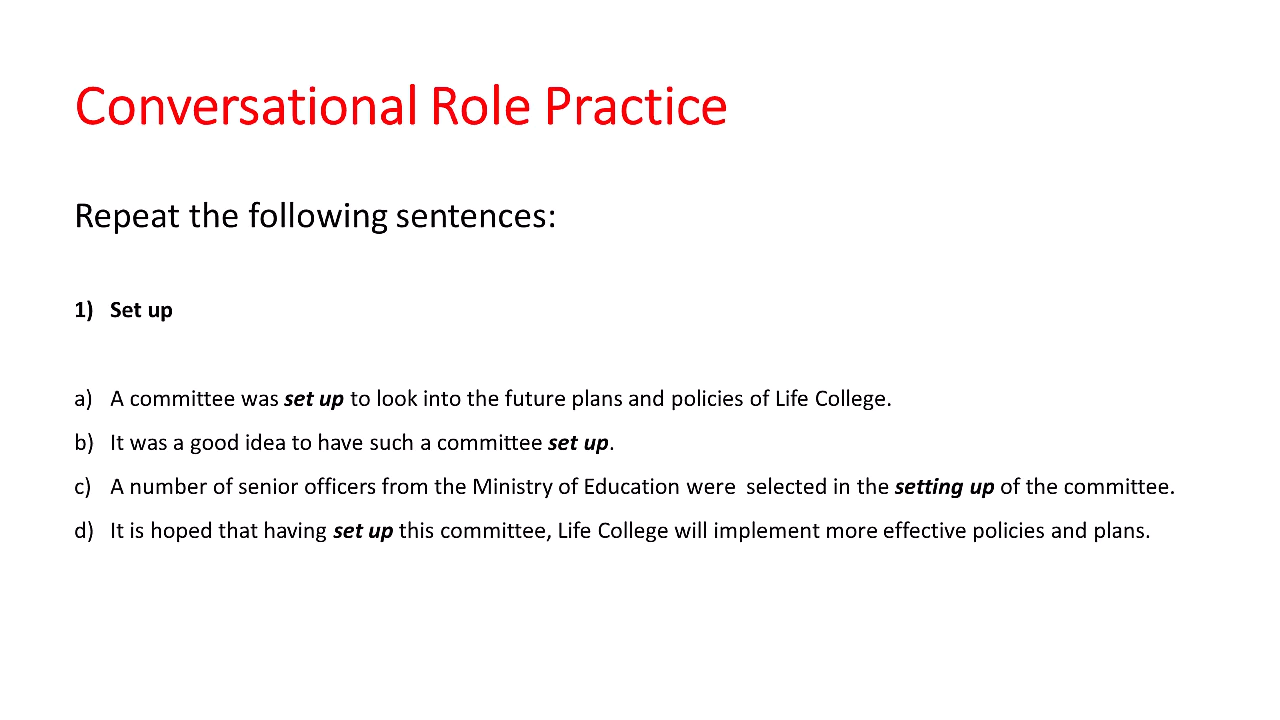 Conversational Role Practice
Repeat the following sentences:
1) Set up
a) A committee was set up to look into the future plans and policies of Life College.
b) It was a good idea to have such a committee set up.
c) A number of senior officers from the Ministry of Education were  selected in the setting up of the committee.
d) It is hoped that having set up this committee, Life College will implement more effective policies and plans.